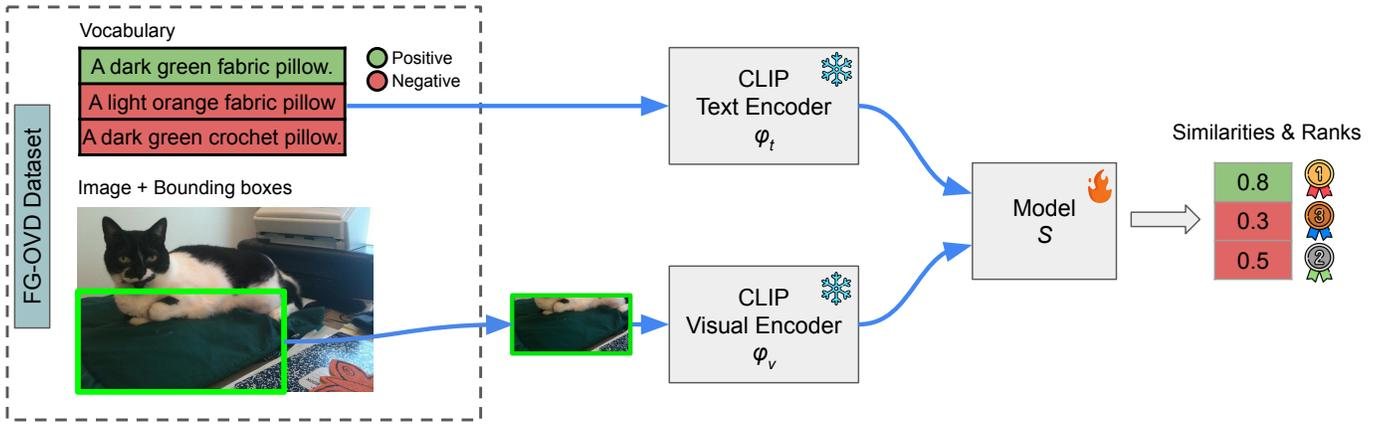 Vocabulary
A dark green fabric pillow.
A light orange fabric pillow
A dark green crochet pillow.
Positive
Negative
FG-OVD Dataset
Image + Bounding boxes
CLIP
Text Encoder
φt
CLIP
Visual Encoder
φv
Model
S
Similarities & Ranks
0.8
1
0.3
3
0.5
2